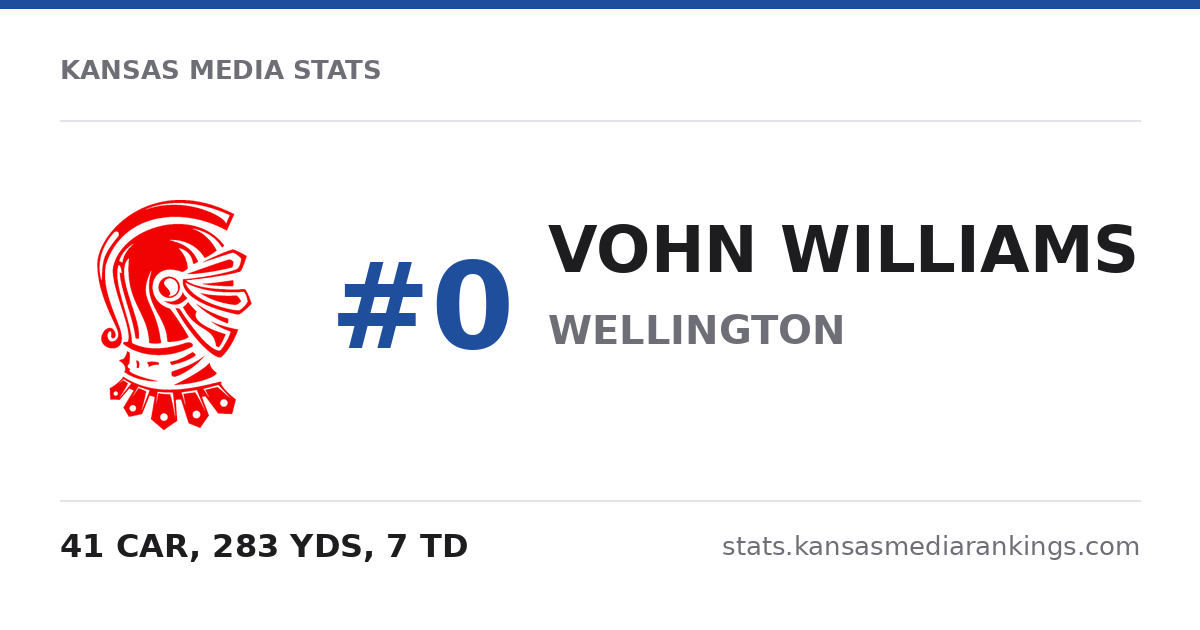 KANSAS MEDIA STATS
#0
VOHN WILLIAMS
WELLINGTON
41 CAR, 283 YDS, 7 TD
stats.kansasmediarankings.com